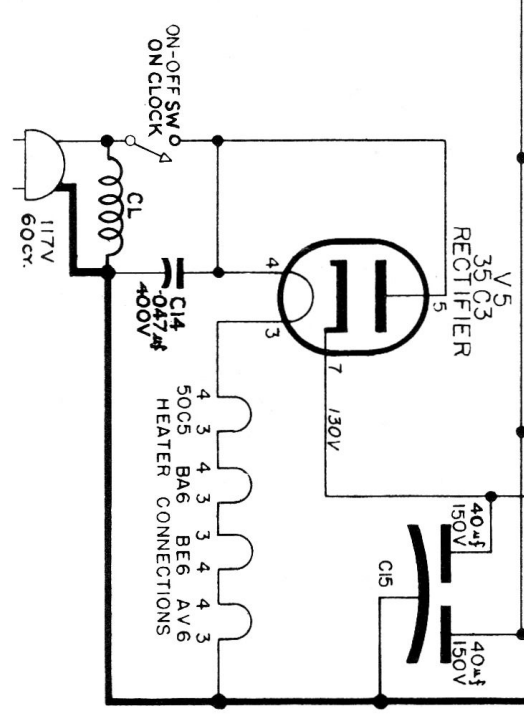 ON-OFF SW
ON CLOCK
CL
117V
60CY.
C14
.047µf
400V
V5
35C3
RECTIFIER
4
3
5
7
130V
4 3 4 3 3 4 4 3
50C5 BA6 BE6 AV6
HEATER CONNECTIONS
C15
40µf
150V
40µf
150V